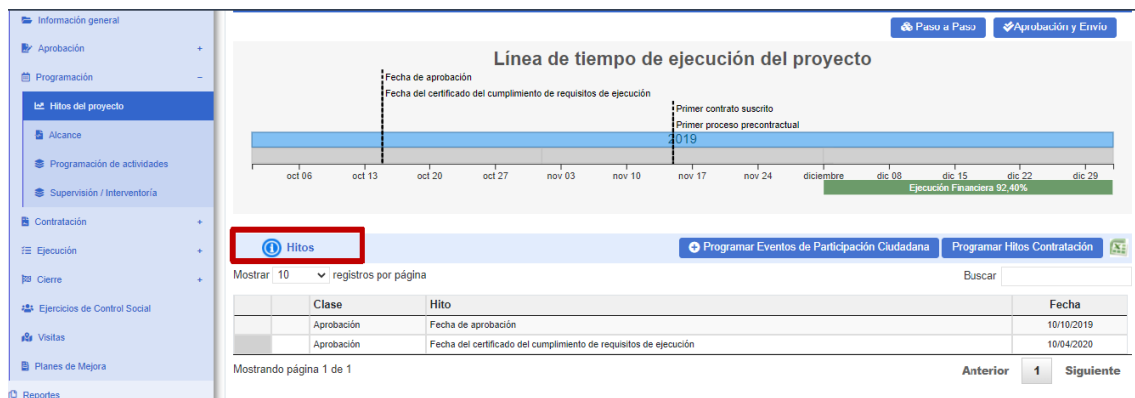 Información general
Aprobación +
Programación −
Hitos del proyecto
Alcance
Programación de actividades
Supervisión / Interventoría
Contratación +
Ejecución +
Cierre +
Ejercicios de Control Social
Visitas
Planes de Mejora
Reportes
Paso a Paso Aprobación y Envío
Línea de tiempo de ejecución del proyecto
Fecha de aprobación
Fecha del certificado del cumplimiento de requisitos de ejecución
Primer contrato suscrito
Primer proceso precontractual
2019
oct 06 oct 13 oct 20 oct 27 nov 03 nov 10 nov 17 nov 24 diciembre dic 08 dic 15 dic 22 dic 29
Ejecución Financiera 92,40%
Hitos Programar Eventos de Participación Ciudadana Programar Hitos Contratación
Mostrar 10 registros por página Buscar
Clase Hito Fecha
Aprobación Fecha de aprobación 10/10/2019
Aprobación Fecha del certificado del cumplimiento de requisitos de ejecución 10/04/2020
Mostrando página 1 de 1 Anterior 1 Siguiente